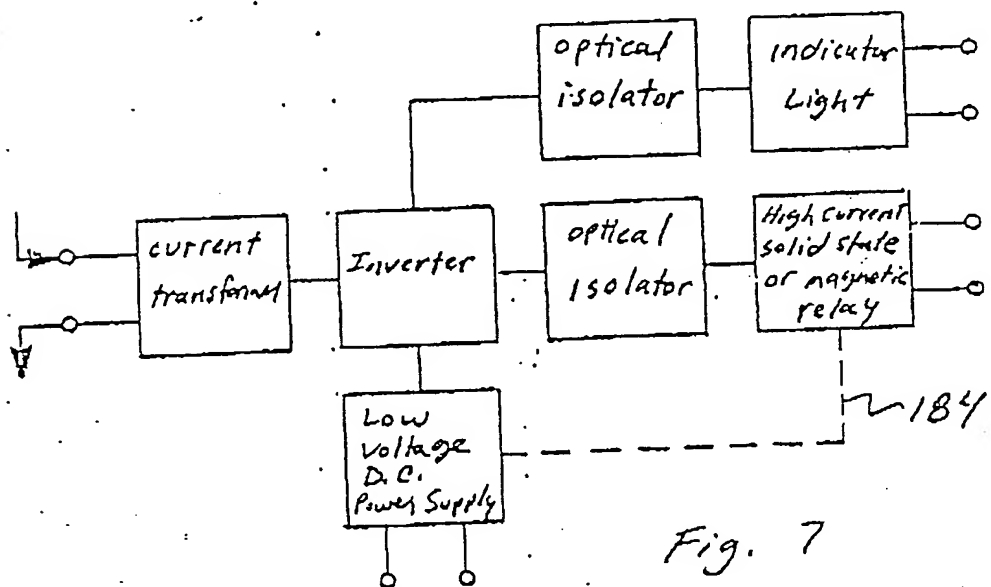 optical
isolator
indicator
Light
current
transformer
Inverter
optical
isolator
High current
solid state
or magnetic
relay
184
Low
voltage
D.C.
Power Supply
Fig. 7